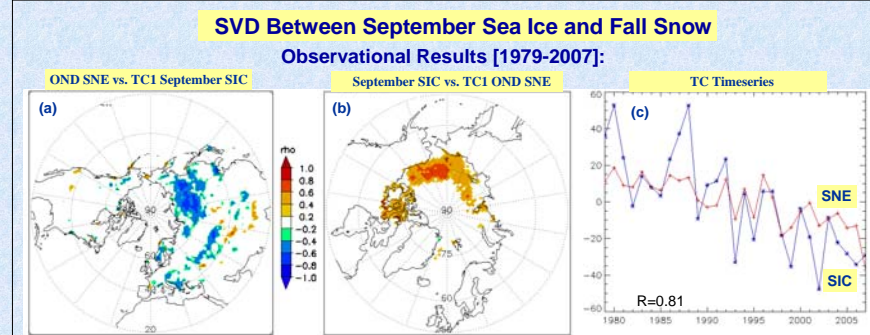 SVD Between September Sea Ice and Fall Snow
Observational Results [1979-2007]:
OND SNE vs. TC1 September SIC
September SIC vs. TC1 OND SNE
TC Timeseries
(a)
(b)
(c)
rho
1.0
0.8
0.6
0.4
0.2
-0.2
-0.4
-0.6
-0.8
-1.0
90
60
20
90
75
60
40
20
0
-20
-40
-60
SNE
SIC
R=0.81
1980 1985 1990 1995 2000 2005